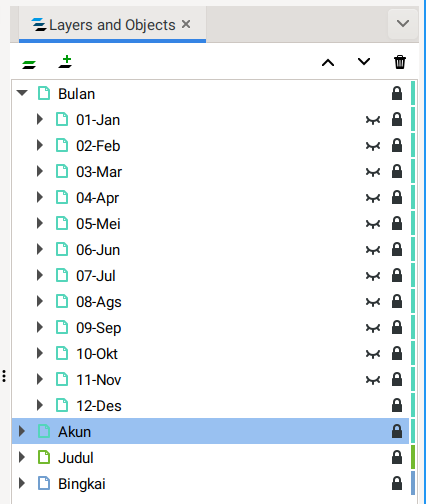 Layers and Objects
Bulan
01-Jan
02-Feb
03-Mar
04-Apr
05-Mei
06-Jun
07-Jul
08-Ags
09-Sep
10-Okt
11-Nov
12-Des
Akun
Judul
Bingkai